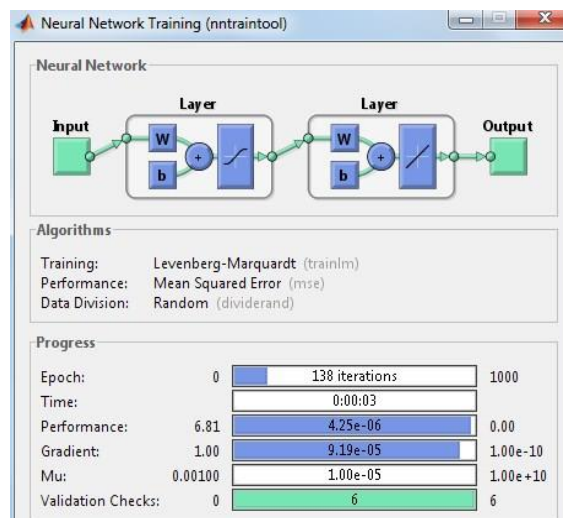 Neural Network Training (nntraintool)
Neural Network
Layer Layer
Input Output
W W
+ +
b b
Algorithms
Training: Levenberg-Marquardt (trainlm)
Performance: Mean Squared Error (mse)
Data Division: Random (dividerand)
Progress
Epoch: 0 138 iterations 1000
Time: 0:00:03
Performance: 6.81 4.25e-06 0.00
Gradient: 1.00 9.19e-05 1.00e-10
Mu: 0.00100 1.00e-05 1.00e+10
Validation Checks: 0 6 6